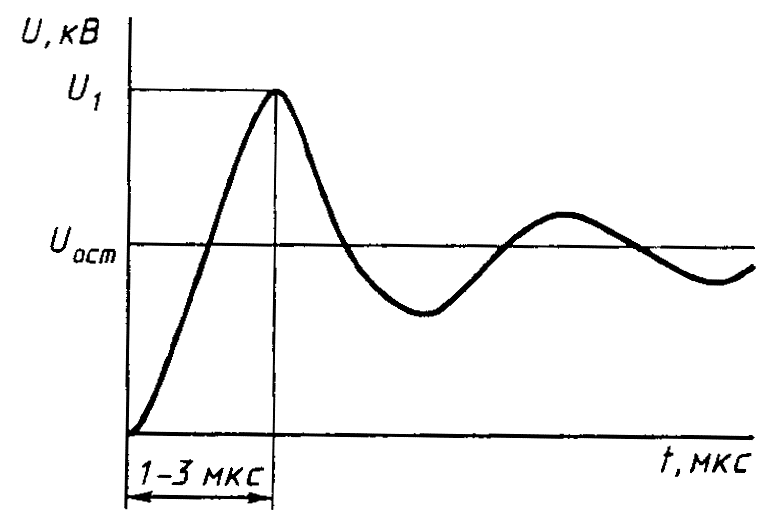 U, кВ
U₁
Uост
t, мкс
1–3 мкс